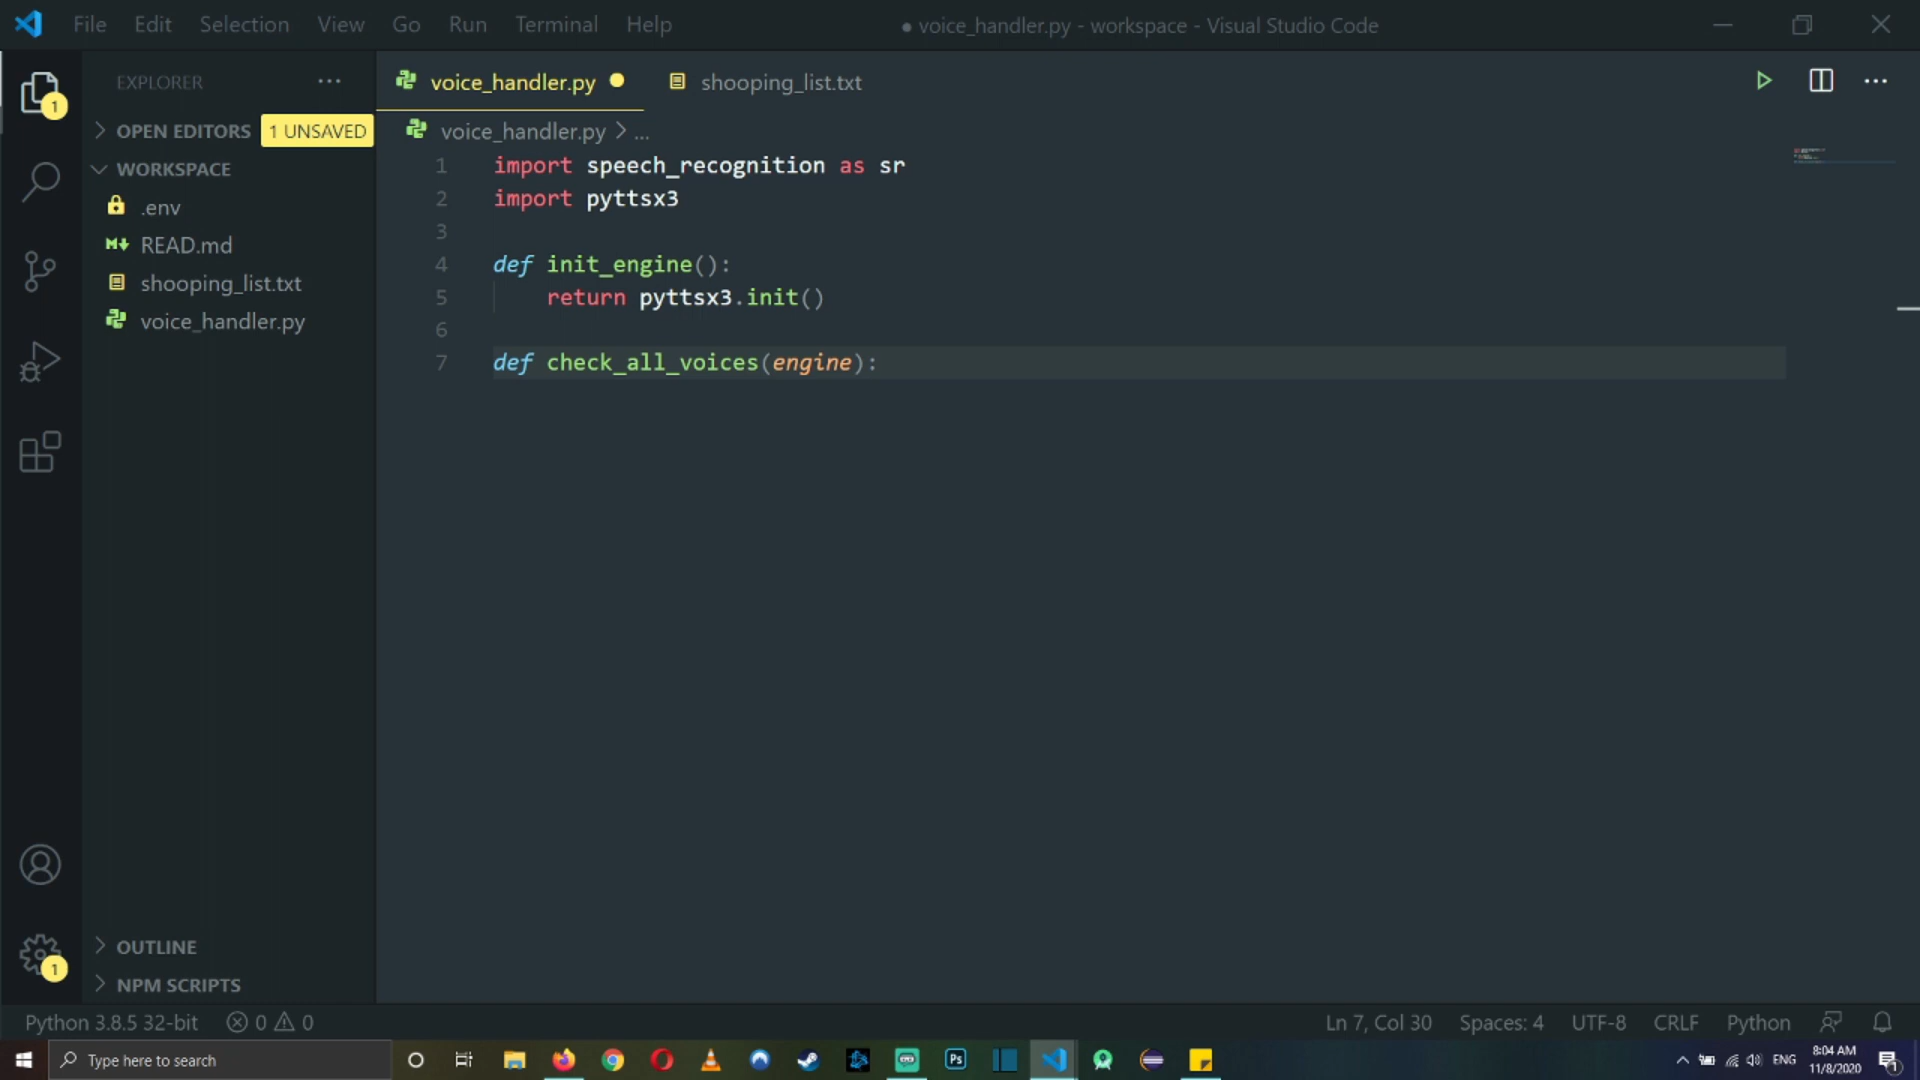 File Edit Selection View Go Run Terminal Help
● voice_handler.py - workspace - Visual Studio Code
EXPLORER
voice_handler.py
shooping_list.txt
OPEN EDITORS 1 UNSAVED
WORKSPACE
.env
READ.md
shooping_list.txt
voice_handler.py
voice_handler.py > ...
1 import speech_recognition as sr
2 import pyttsx3
3
4 def init_engine():
5 return pyttsx3.init()
6
7 def check_all_voices(engine):
1
1
OUTLINE
NPM SCRIPTS
Python 3.8.5 32-bit 0 0
Ln 7, Col 30 Spaces: 4 UTF-8 CRLF Python
Type here to search
Ps
ENG
8:04 AM
11/8/2020
1